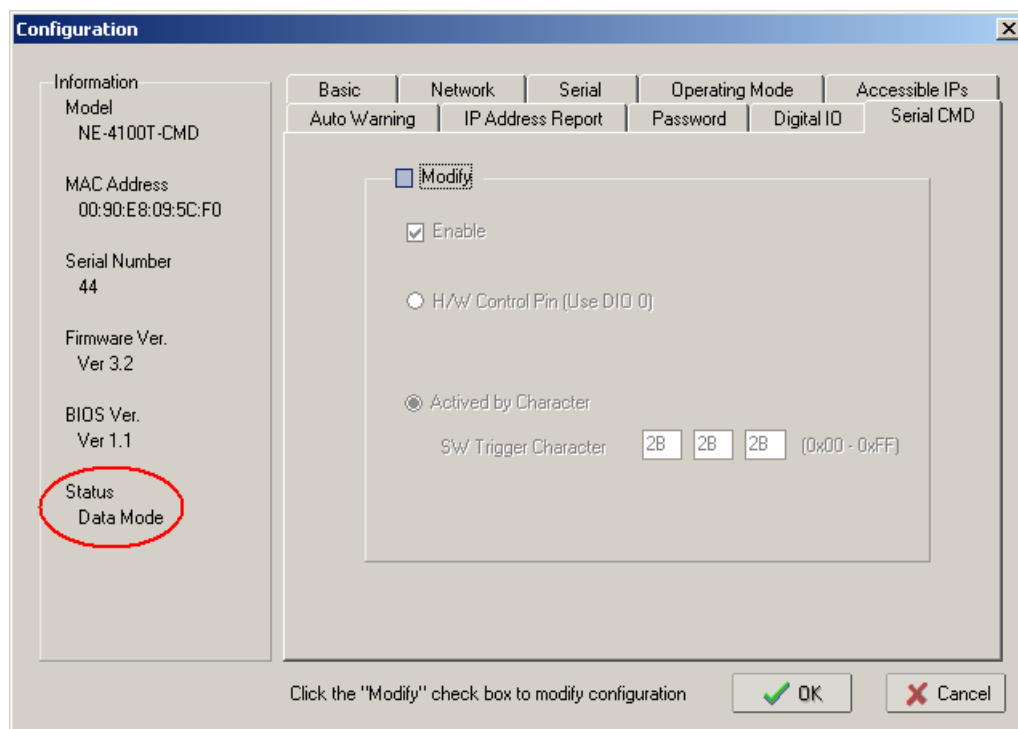 Configuration
Information
Model
NE-4100T-CMD
MAC Address
00:90:E8:09:5C:F0
Serial Number
44
Firmware Ver.
Ver 3.2
BIOS Ver.
Ver 1.1
Status
Data Mode
Basic Network Serial Operating Mode Accessible IPs
Auto Warning IP Address Report Password Digital IO Serial CMD
Modify
Enable
H/W Control Pin (Use DIO 0)
Actived by Character
SW Trigger Character 2B 2B 2B (0x00 - 0xFF)
Click the "Modify" check box to modify configuration OK Cancel